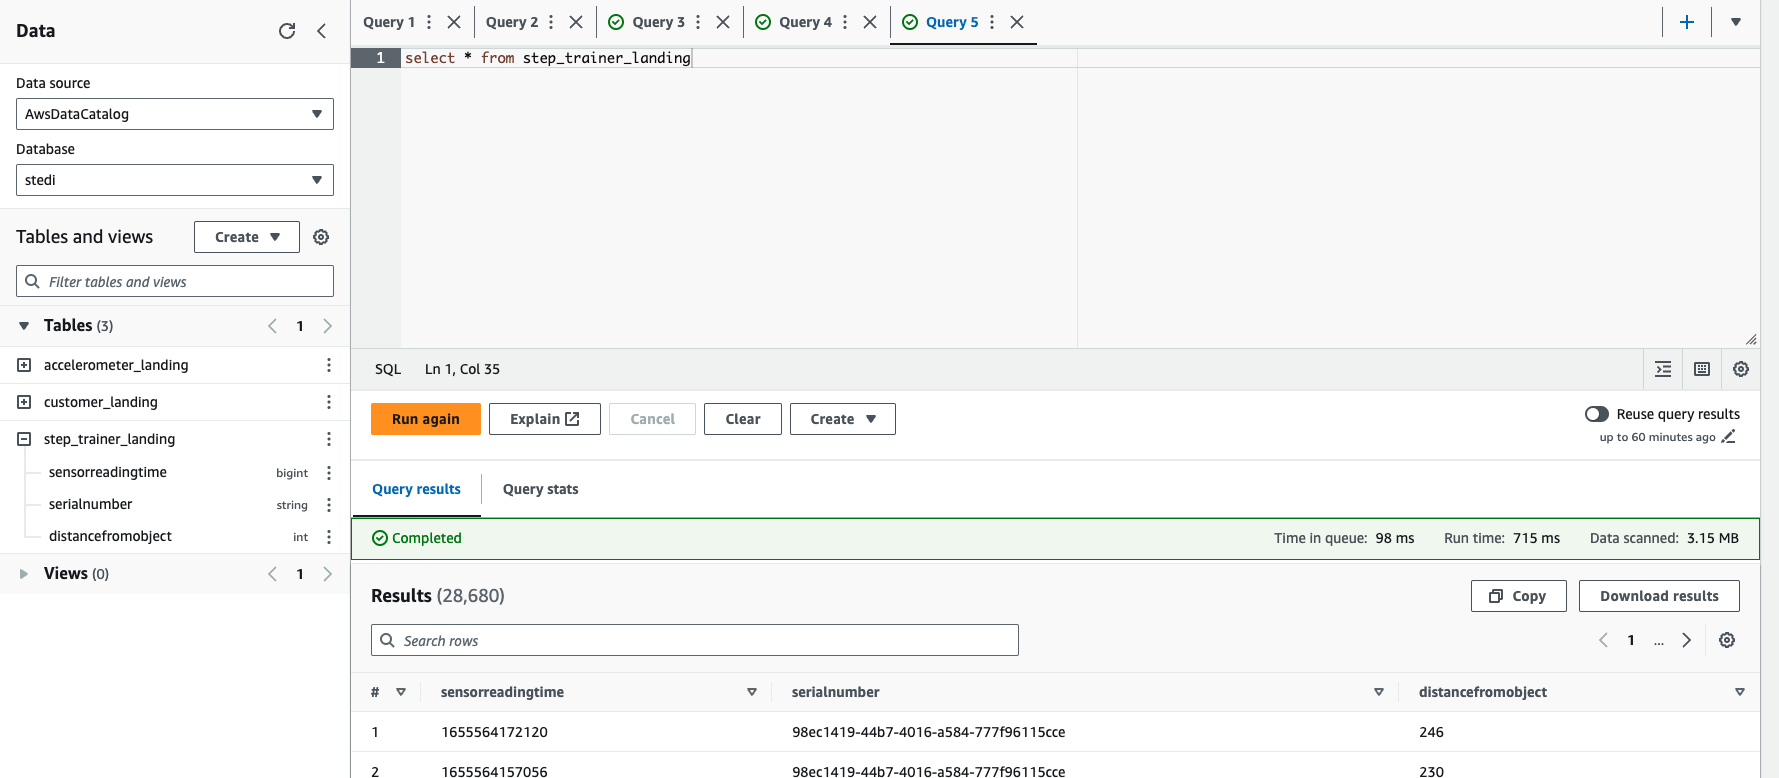 Data
Data source
AwsDataCatalog
Database
stedi
Tables and views
Create
Filter tables and views
Tables (3)
1
accelerometer_landing
customer_landing
step_trainer_landing
sensorreadingtime bigint
serialnumber string
distancefromobject int
Views (0)
1
Query 1
Query 2
Query 3
Query 4
Query 5
1 select * from step_trainer_landing
SQL Ln 1, Col 35
Run again
Explain
Cancel
Clear
Create
Reuse query results
up to 60 minutes ago
Query results
Query stats
Completed
Time in queue: 98 ms
Run time: 715 ms
Data scanned: 3.15 MB
Results (28,680)
Copy
Download results
Search rows
1 ...
# sensorreadingtime serialnumber distancefromobject
1 1655564172120 98ec1419-44b7-4016-a584-777f96115cce 246
2 1655564157056 98ec1419-44b7-4016-a584-777f96115cce 230